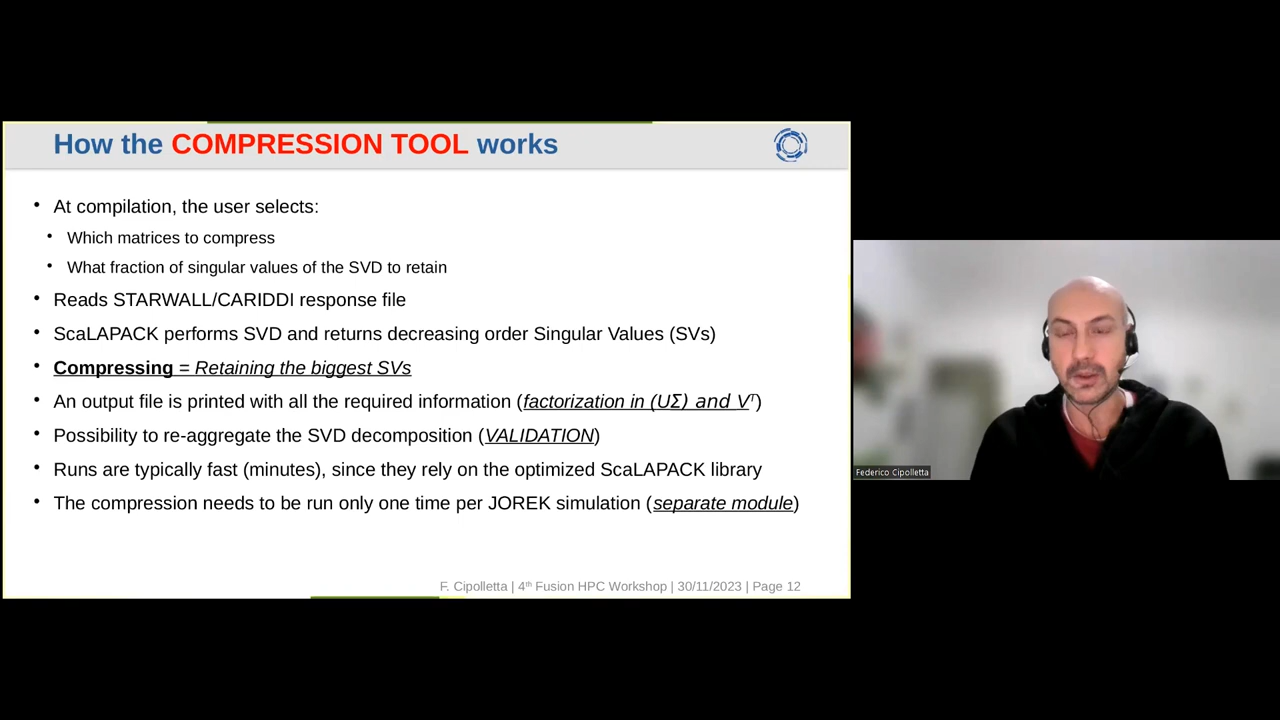 How the COMPRESSION TOOL works
• At compilation, the user selects:
• Which matrices to compress
• What fraction of singular values of the SVD to retain
• Reads STARWALL/CARIDDI response file
• ScaLAPACK performs SVD and returns decreasing order Singular Values (SVs)
• Compressing = Retaining the biggest SVs
• An output file is printed with all the required information (factorization in (UΣ) and Vᵀ)
• Possibility to re-aggregate the SVD decomposition (VALIDATION)
• Runs are typically fast (minutes), since they rely on the optimized ScaLAPACK library
• The compression needs to be run only one time per JOREK simulation (separate module)
F. Cipolletta | 4th Fusion HPC Workshop | 30/11/2023 | Page 12
Federico Cipolletta